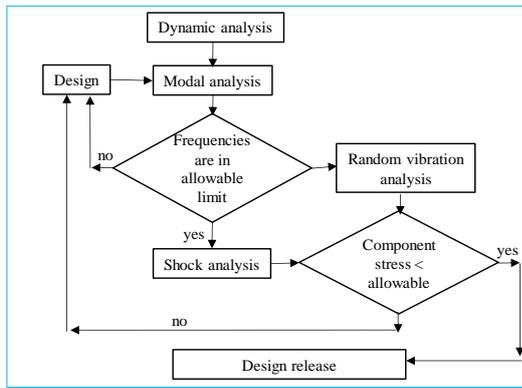 Dynamic analysis
Design
Modal analysis
Frequencies
are in
allowable
limit
no
Random vibration
analysis
yes
Shock analysis
Component
stress <
allowable
yes
no
Design release